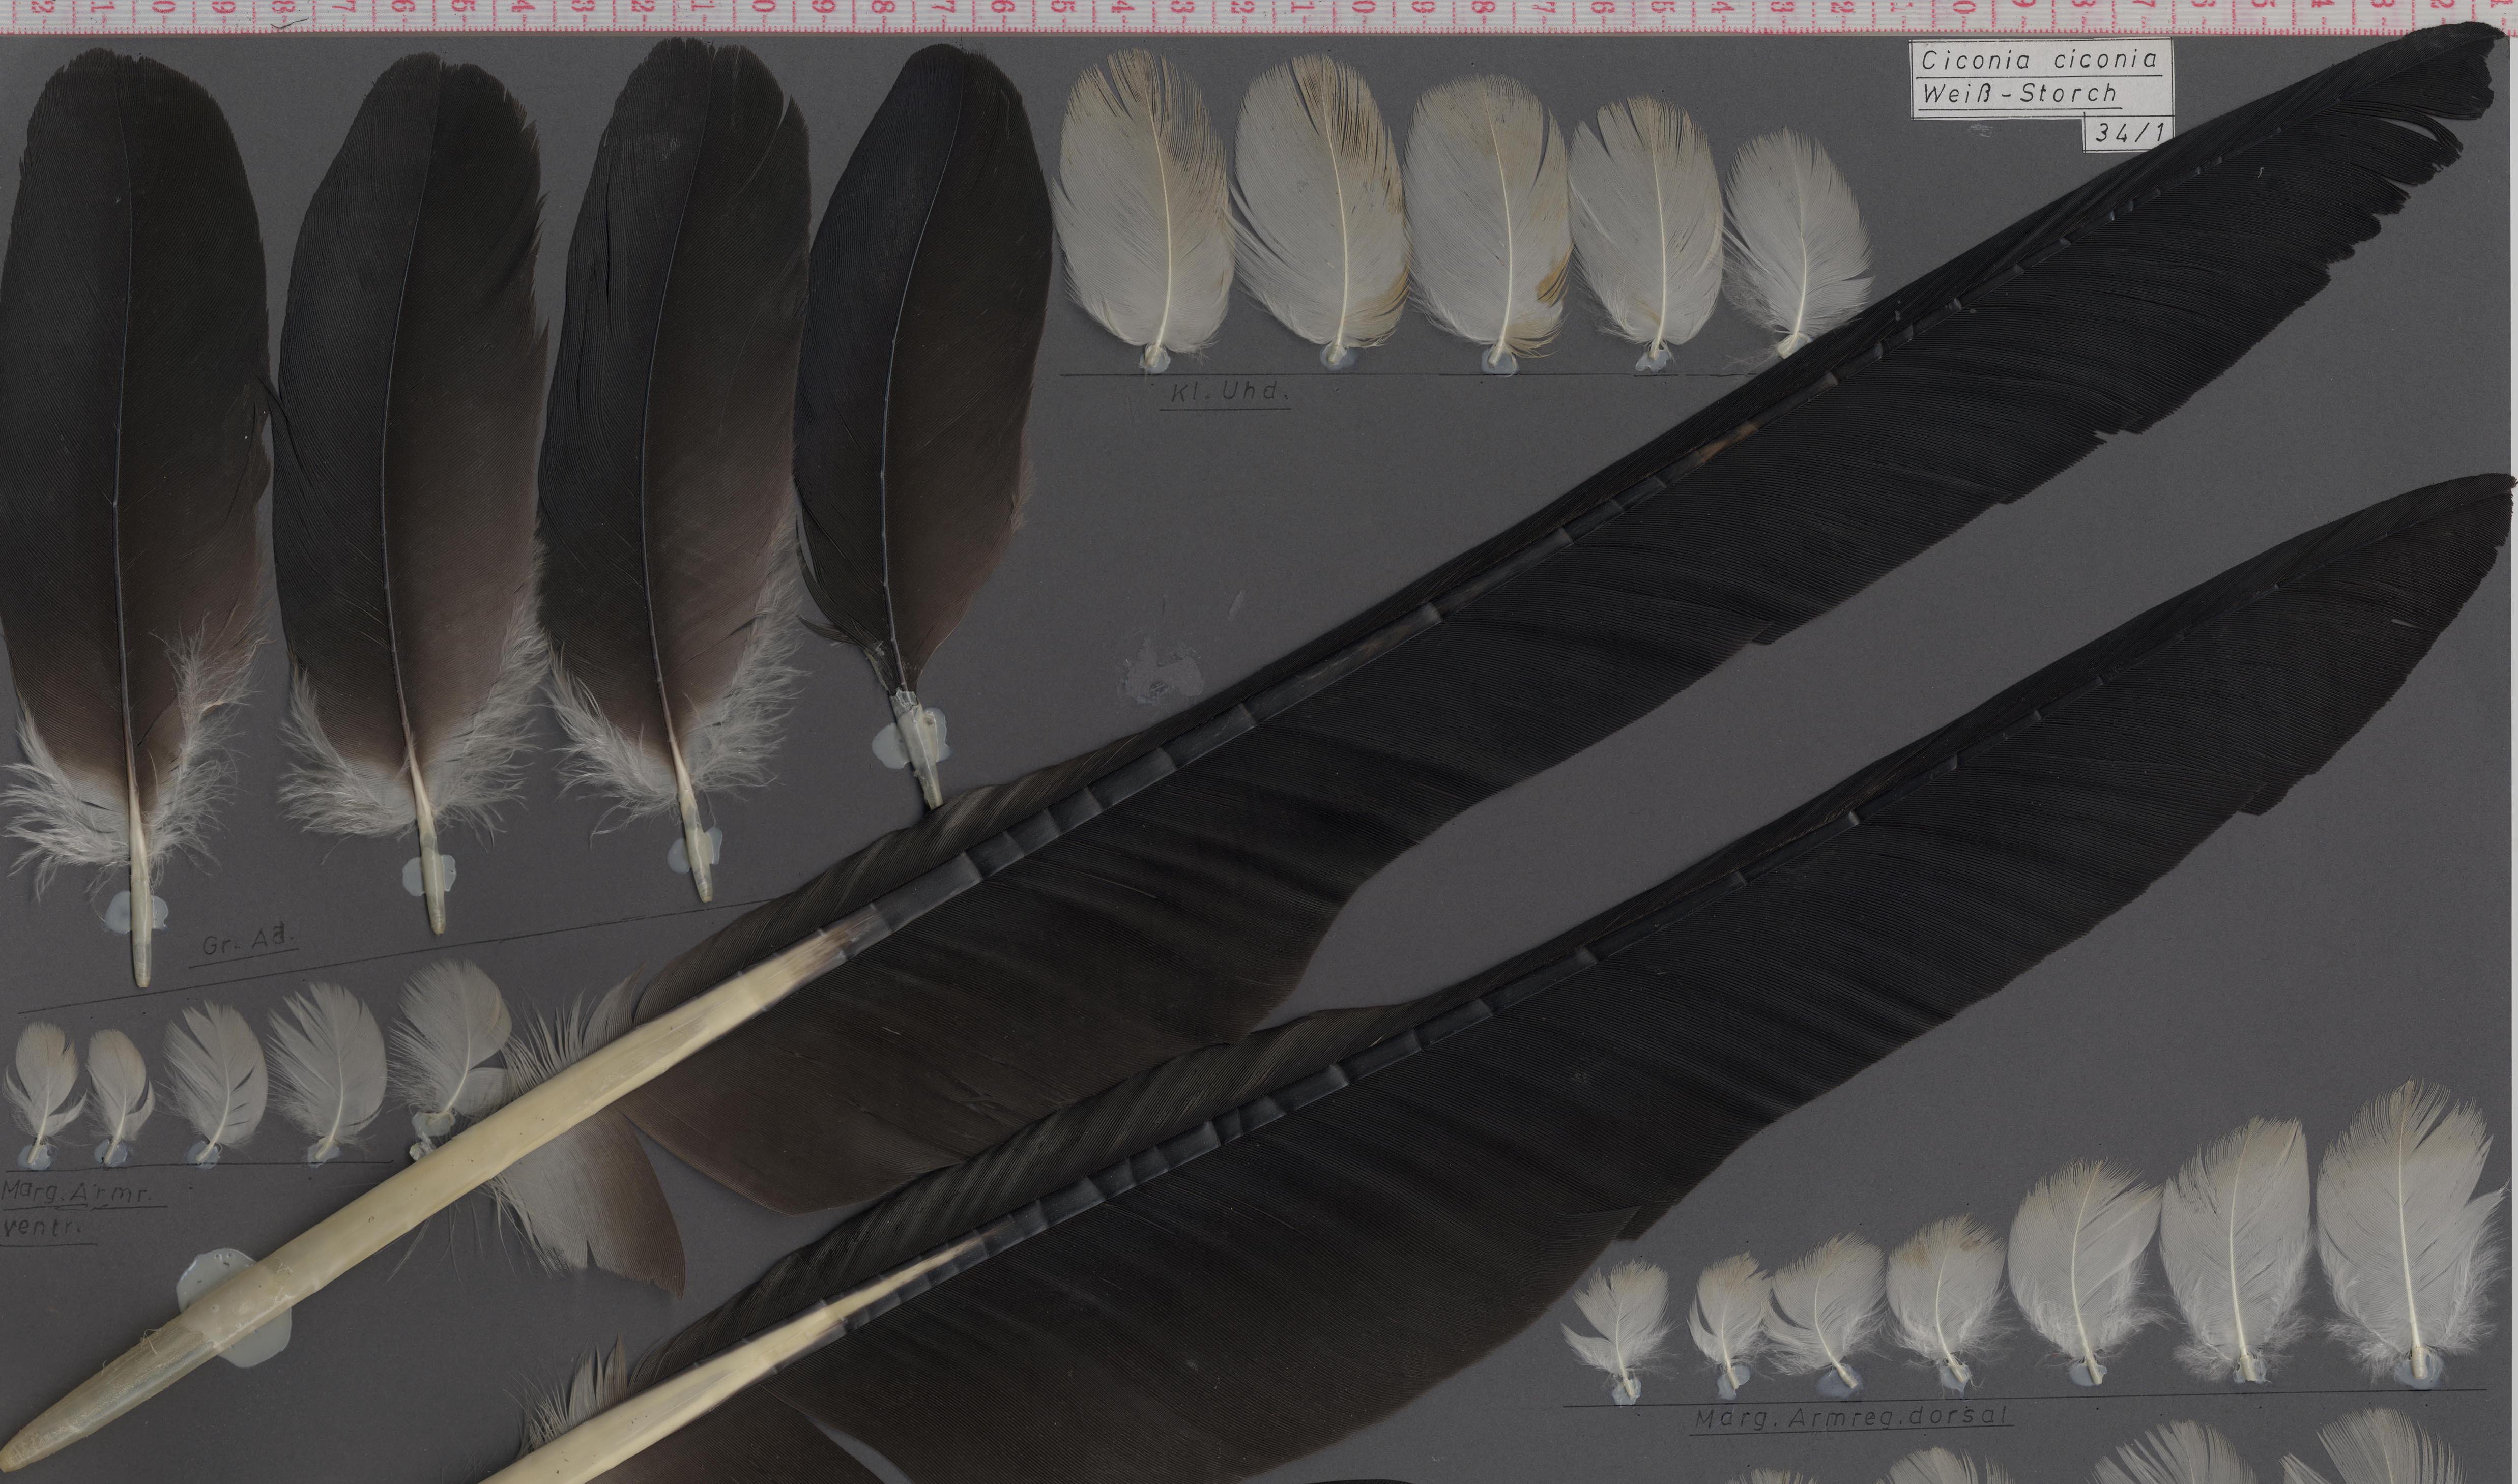 Ciconia ciconia
Weiß-Storch
34/1
Kl. Uhd.
Gr. Ad.
Marg. Armr.
ventr.
Marg. Armreg. dorsal